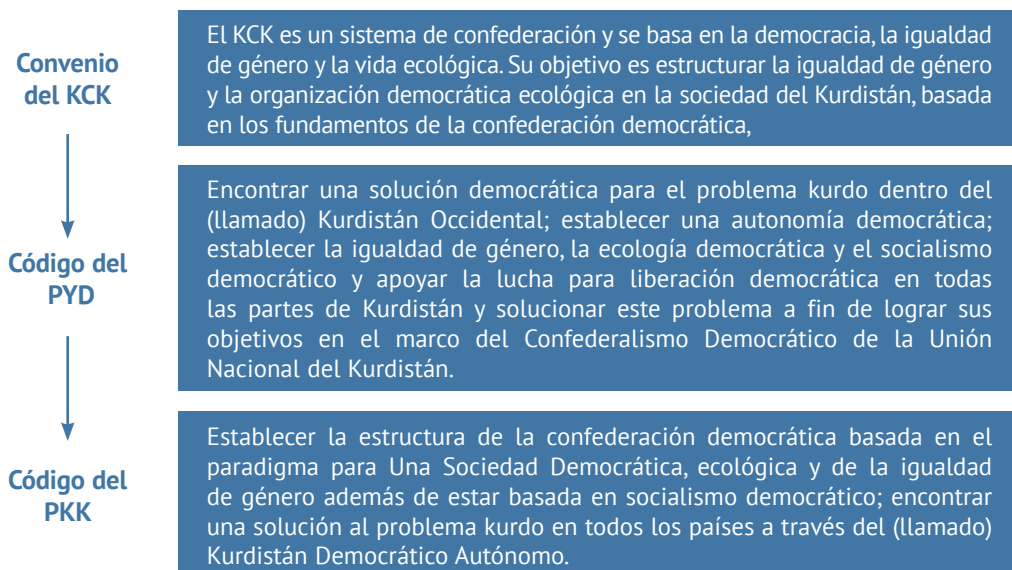 Convenio
del KCK
El KCK es un sistema de confederación y se basa en la democracia, la igualdad
de género y la vida ecológica. Su objetivo es estructurar la igualdad de género
y la organización democrática ecológica en la sociedad del Kurdistán, basada
en los fundamentos de la confederación democrática,
Código del
PYD
Encontrar una solución democrática para el problema kurdo dentro del
(llamado) Kurdistán Occidental; establecer una autonomía democrática;
establecer la igualdad de género, la ecología democrática y el socialismo
democrático y apoyar la lucha para liberación democrática en todas
las partes de Kurdistán y solucionar este problema a fin de lograr sus
objetivos en el marco del Confederalismo Democrático de la Unión
Nacional del Kurdistán.
Código del
PKK
Establecer la estructura de la confederación democrática basada en el
paradigma para Una Sociedad Democrática, ecológica y de la igualdad
de género además de estar basada en socialismo democrático; encontrar
una solución al problema kurdo en todos los países a través del (llamado)
Kurdistán Democrático Autónomo.